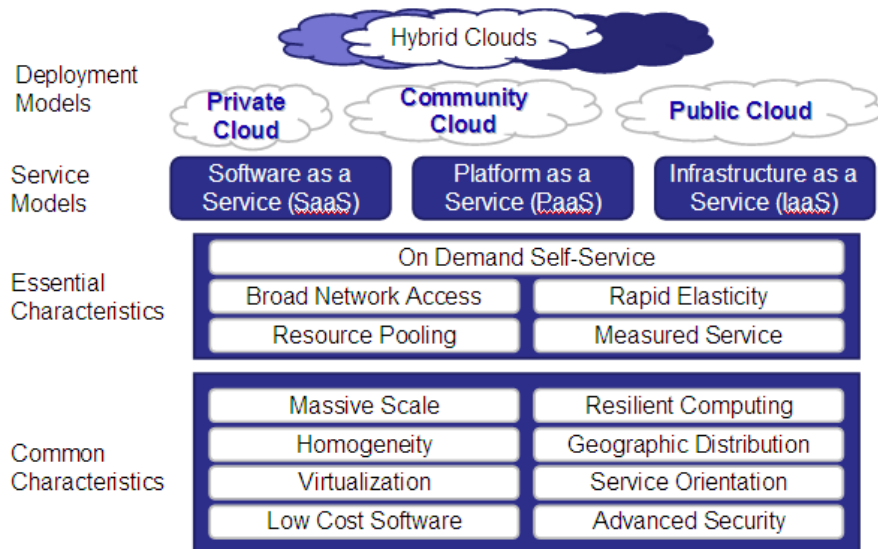 Hybrid Clouds
Deployment
Models
Private
Cloud
Community
Cloud
Public Cloud
Service
Models
Software as a
Service (SaaS)
Platform as a
Service (PaaS)
Infrastructure as a
Service (IaaS)
Essential
Characteristics
On Demand Self-Service
Broad Network Access
Rapid Elasticity
Resource Pooling
Measured Service
Common
Characteristics
Massive Scale
Resilient Computing
Homogeneity
Geographic Distribution
Virtualization
Service Orientation
Low Cost Software
Advanced Security